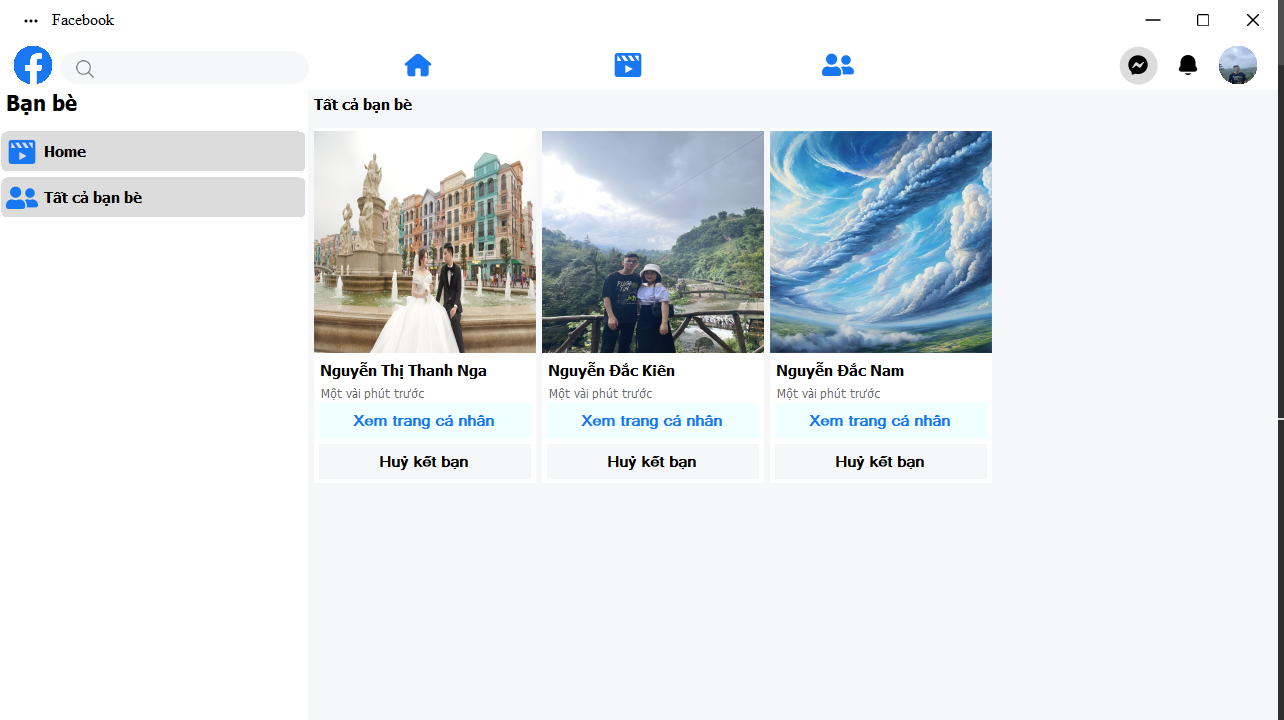 Facebook
Bạn bè
Home
Tất cả bạn bè
Tất cả bạn bè
Nguyễn Thị Thanh Nga
Một vài phút trước
Xem trang cá nhân
Huỷ kết bạn
Nguyễn Đắc Kiên
Một vài phút trước
Xem trang cá nhân
Huỷ kết bạn
Nguyễn Đắc Nam
Một vài phút trước
Xem trang cá nhân
Huỷ kết bạn